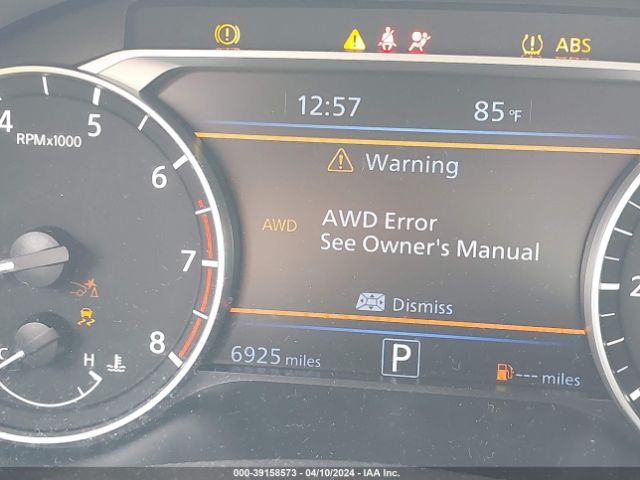 ABS
12:57 85°F
4 5 6 7 8
RPMx1000
Warning
AWD AWD Error
See Owner's Manual
Dismiss
C H
6925 miles P --- miles
2
000-39158573 - 04/10/2024 - IAA Inc.